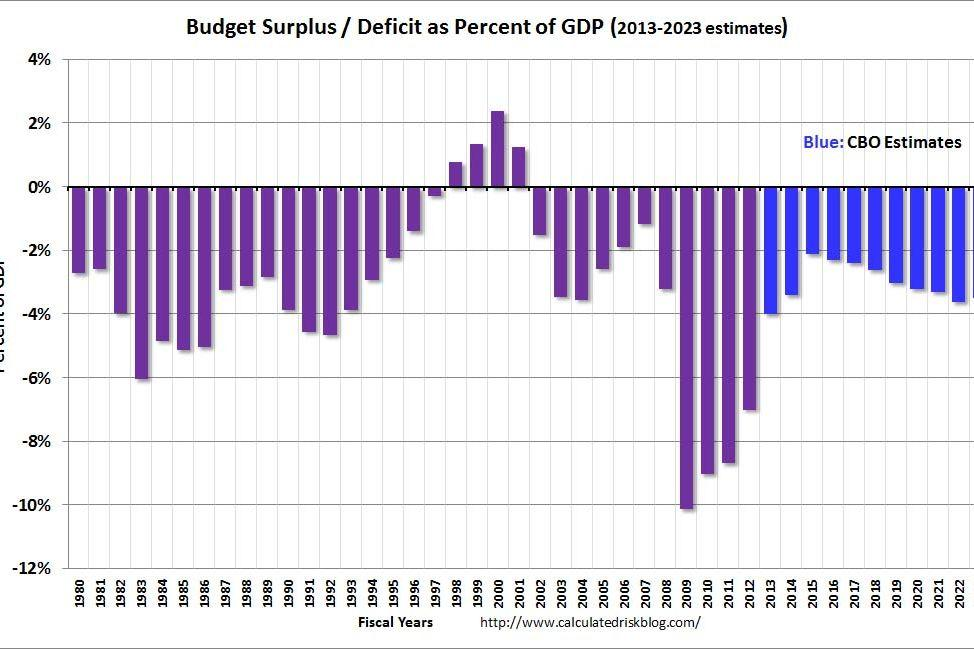 Budget Surplus / Deficit as Percent of GDP (2013-2023 estimates)
4%
2%
0%
-2%
-4%
-6%
-8%
-10%
-12%
Blue: CBO Estimates
1980 1981 1982 1983 1984 1985 1986 1987 1988 1989 1990 1991 1992 1993 1994 1995 1996 1997 1998 1999 2000 2001 2002 2003 2004 2005 2006 2007 2008 2009 2010 2011 2012 2013 2014 2015 2016 2017 2018 2019 2020 2021 2022
Fiscal Years http://www.calculatedriskblog.com/